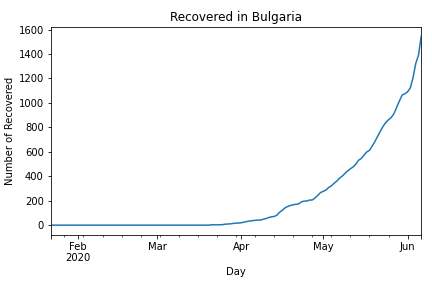 Recovered in Bulgaria
Number of Recovered
1600
1400
1200
1000
800
600
400
200
0
Feb
2020
Mar
Apr
May
Jun
Day